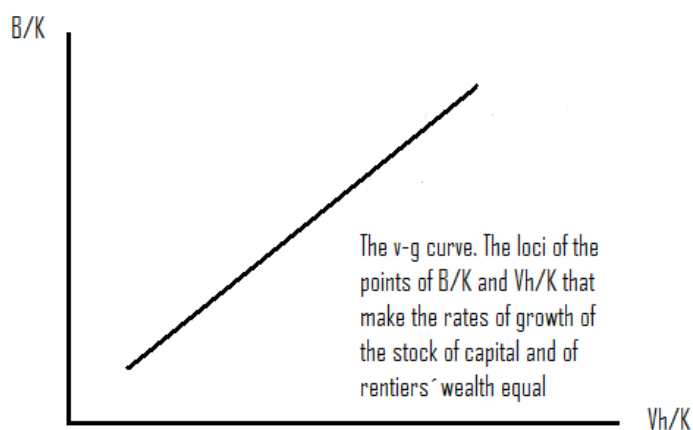 B/K
The v-g curve. The loci of the
points of B/K and Vh/K that
make the rates of growth of
the stock of capital and of
rentiers´ wealth equal
Vh/K